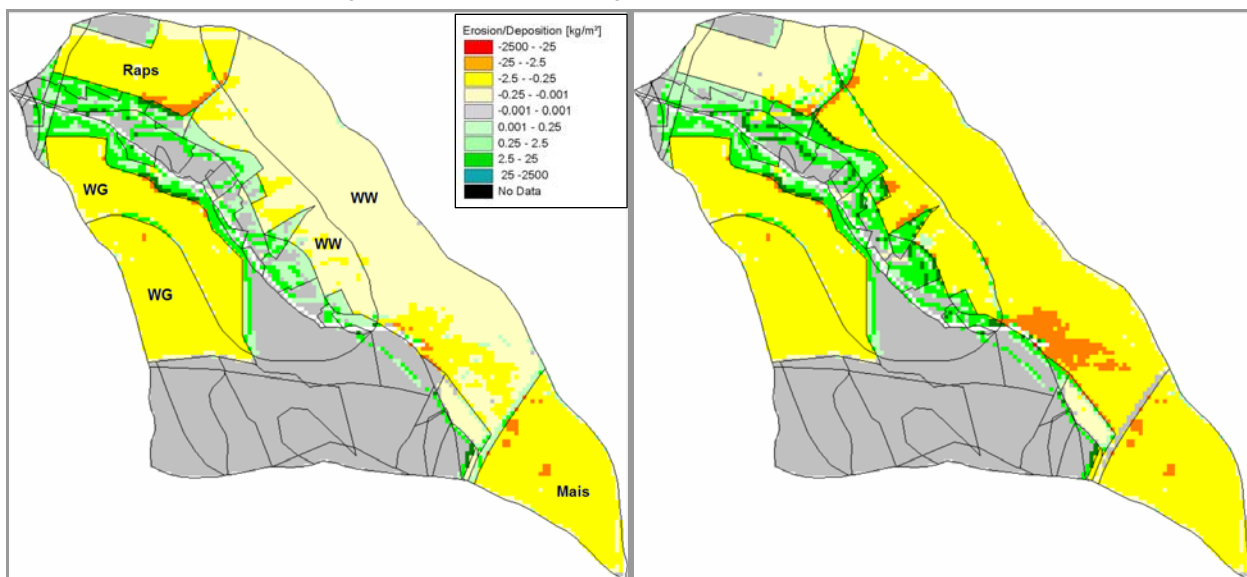 Erosion/Deposition [kg/m²]
-2500 - -25
-25 - -2.5
-2.5 - -0.25
-0.25 - -0.001
-0.001 - 0.001
0.001 - 0.25
0.25 - 2.5
2.5 - 25
25 -2500
No Data
Raps
WG
WW
WW
WG
Mais